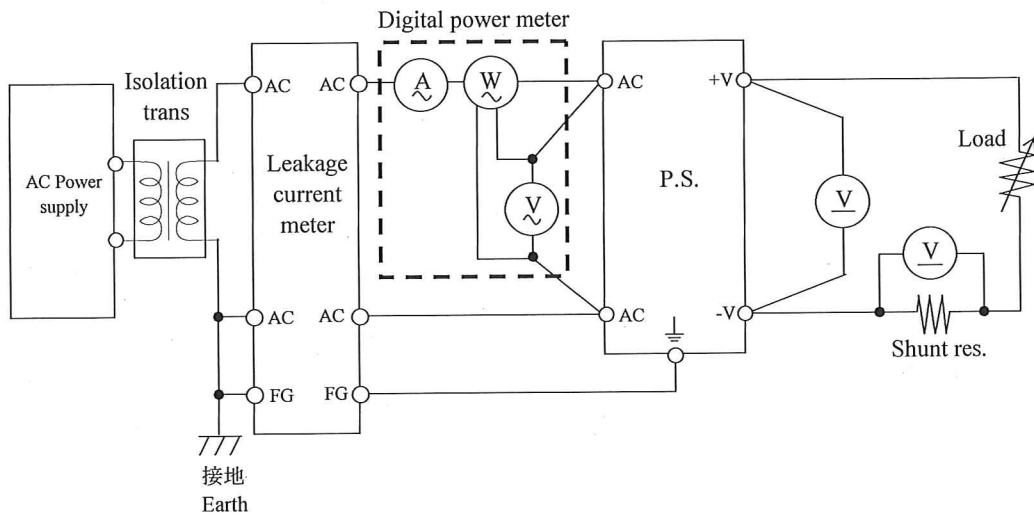 Digital power meter
Isolation
trans
AC Power
supply
AC
AC
Leakage
current
meter
AC
AC
FG
FG
A
W
V
AC
AC
P.S.
+V
-V
V
Load
V
Shunt res.
接地
Earth